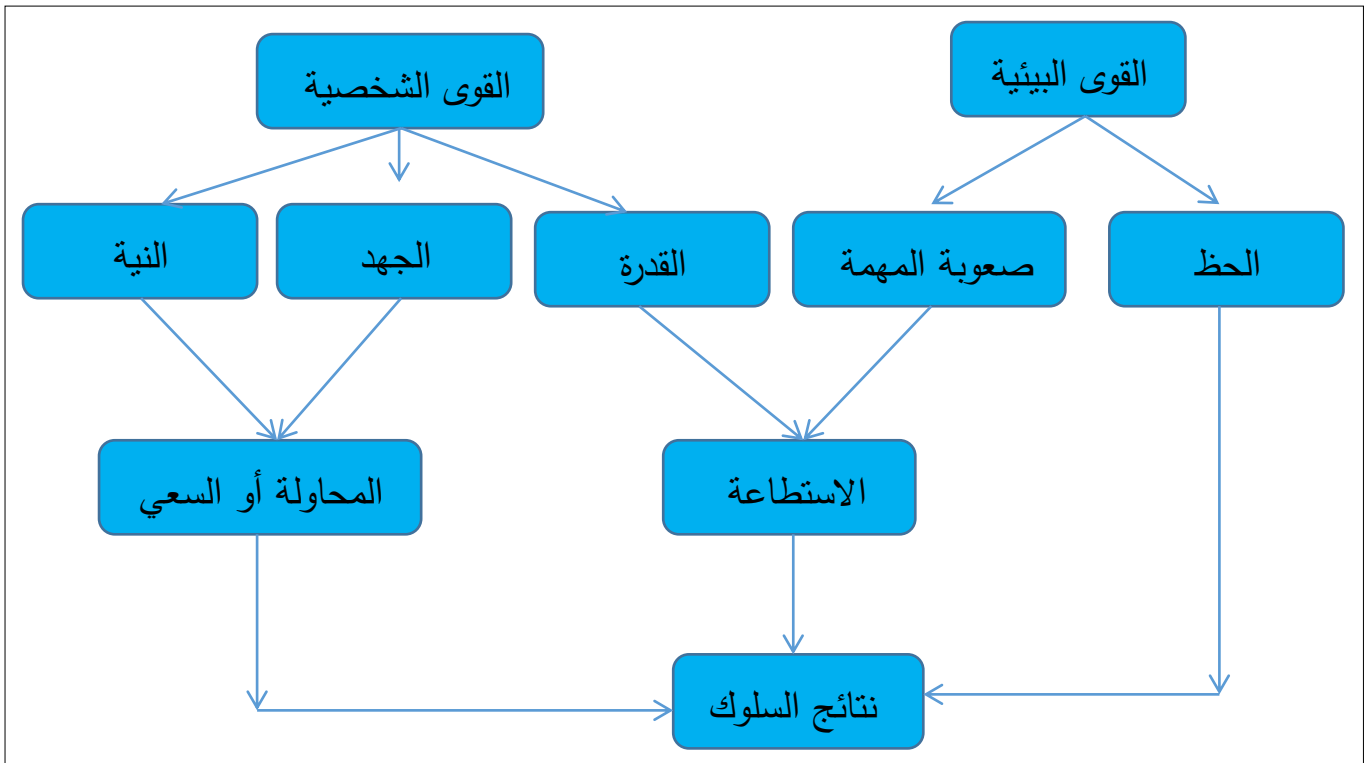 القوى البيئية
القوى الشخصية
الحظ
صعوبة المهمة
القدرة
الجهد
النية
الاستطاعة
المحاولة أو السعي
نتائج السلوك